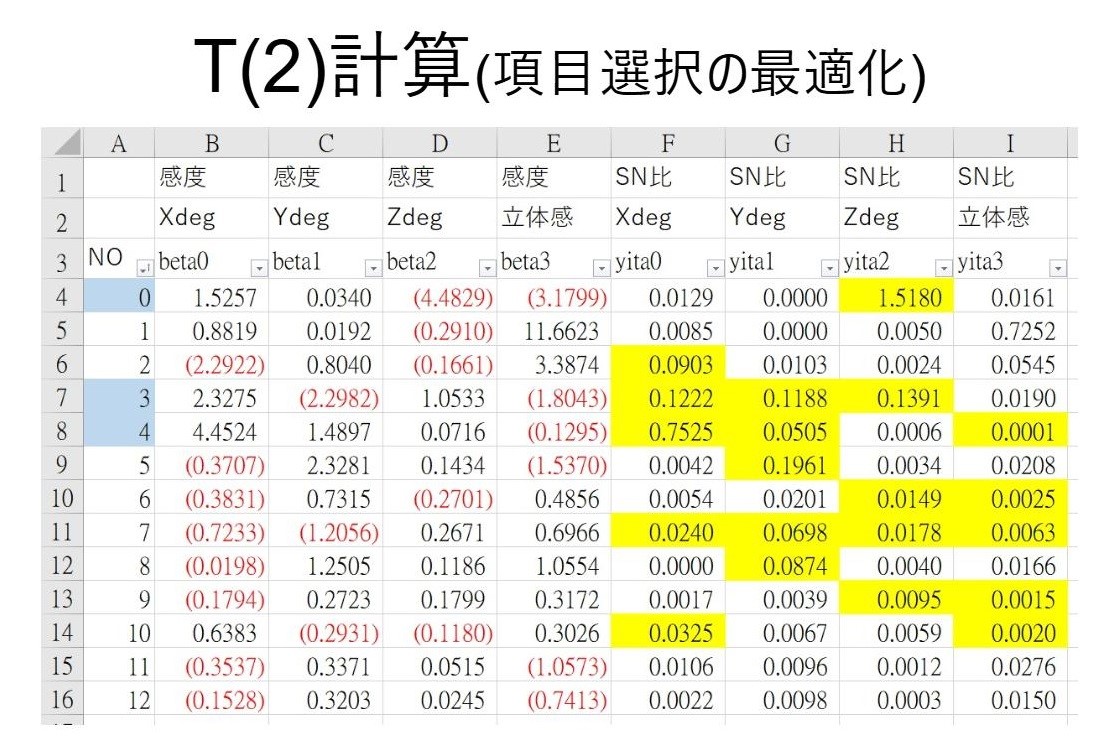 T(2)計算(項目選択の最適化)
A B C D E F G H I
1 感度 感度 感度 感度 SN比 SN比 SN比 SN比
2 Xdeg Ydeg Zdeg 立体感 Xdeg Ydeg Zdeg 立体感
3 NO beta0 beta1 beta2 beta3 yita0 yita1 yita2 yita3
4 0 1.5257 0.0340 (4.4829) (3.1799) 0.0129 0.0000 1.5180 0.0161
5 1 0.8819 0.0192 (0.2910) 11.6623 0.0085 0.0000 0.0050 0.7252
6 2 (2.2922) 0.8040 (0.1661) 3.3874 0.0903 0.0103 0.0024 0.0545
7 3 2.3275 (2.2982) 1.0533 (1.8043) 0.1222 0.1188 0.1391 0.0190
8 4 4.4524 1.4897 0.0716 (0.1295) 0.7525 0.0505 0.0006 0.0001
9 5 (0.3707) 2.3281 0.1434 (1.5370) 0.0042 0.1961 0.0034 0.0208
10 6 (0.3831) 0.7315 (0.2701) 0.4856 0.0054 0.0201 0.0149 0.0025
11 7 (0.7233) (1.2056) 0.2671 0.6966 0.0240 0.0698 0.0178 0.0063
12 8 (0.0198) 1.2505 0.1186 1.0554 0.0000 0.0874 0.0040 0.0166
13 9 (0.1794) 0.2723 0.1799 0.3172 0.0017 0.0039 0.0095 0.0015
14 10 0.6383 (0.2931) (0.1180) 0.3026 0.0325 0.0067 0.0059 0.0020
15 11 (0.3537) 0.3371 0.0515 (1.0573) 0.0106 0.0096 0.0012 0.0276
16 12 (0.1528) 0.3203 0.0245 (0.7413) 0.0022 0.0098 0.0003 0.0150